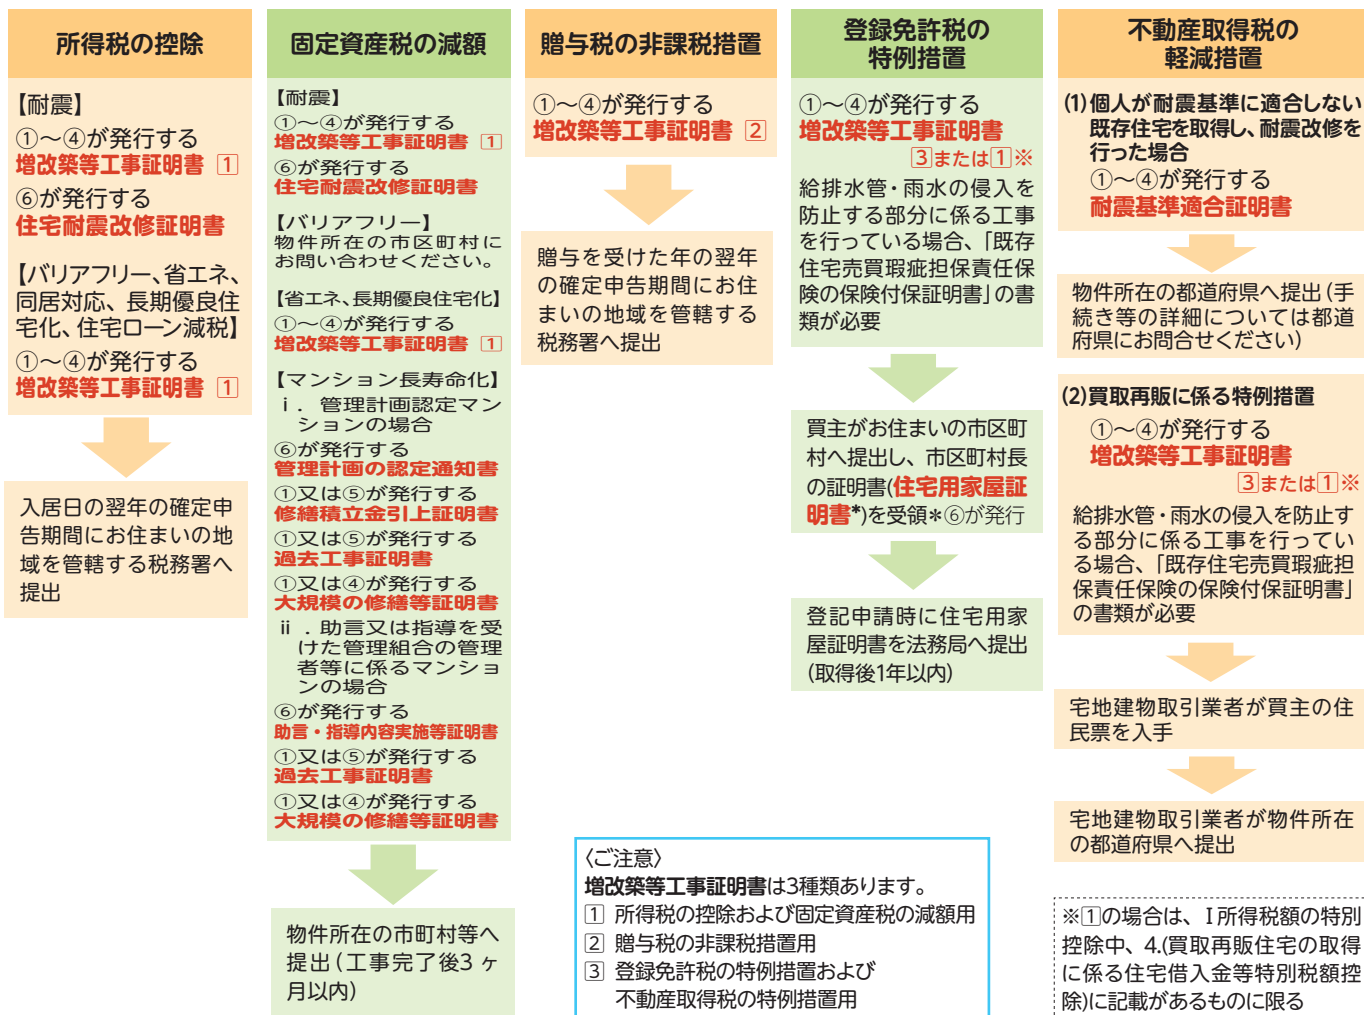 所得税の控除
【耐震】
①～④が発行する
増改築等工事証明書 1
⑥が発行する
住宅耐震改修証明書
【バリアフリー、省エネ、
同居対応、長期優良住
宅化、住宅ローン減税】
①～④が発行する
増改築等工事証明書 1
入居日の翌年の確定申
告期間にお住まいの地
域を管轄する税務署へ
提出
固定資産税の減額
【耐震】
①～④が発行する
増改築等工事証明書 1
⑥が発行する
住宅耐震改修証明書
【バリアフリー】
物件所在の市区町村に
お問い合わせください。
【省エネ、長期優良住宅化】
①～④が発行する
増改築等工事証明書 1
【マンション長寿命化】
ⅰ．管理計画認定マン
ションの場合
⑥が発行する
管理計画の認定通知書
①又は⑤が発行する
修繕積立金引上証明書
①又は⑤が発行する
過去工事証明書
①又は④が発行する
大規模の修繕等証明書
ⅱ．助言又は指導を受
けた管理組合の管理
者等に係るマンショ
ンの場合
⑥が発行する
助言・指導内容実施等証明書
①又は⑤が発行する
過去工事証明書
①又は④が発行する
大規模の修繕等証明書
物件所在の市町村等へ
提出（工事完了後3ヶ
月以内）
贈与税の非課税措置
①～④が発行する
増改築等工事証明書 2
贈与を受けた年の翌年
の確定申告期間にお住
まいの地域を管轄する
税務署へ提出
登録免許税の
特例措置
①～④が発行する
増改築等工事証明書
3または1※
給排水管・雨水の侵入を
防止する部分に係る工事
を行っている場合、「既存
住宅売買瑕疵担保責任保
険の保険付保証明書」の書
類が必要
買主がお住まいの市区町
村へ提出し、市区町村長
の証明書(住宅用家屋証
明書*)を受領＊⑥が発行
登記申請時に住宅用家
屋証明書を法務局へ提出
(取得後1年以内)
不動産取得税の
軽減措置
(1)個人が耐震基準に適合しない
既存住宅を取得し、耐震改修を
行った場合
①～④が発行する
耐震基準適合証明書
物件所在の都道府県へ提出（手
続き等の詳細については都道
府県にお問合せください）
(2)買取再販に係る特例措置
①～④が発行する
増改築等工事証明書
3または1※
給排水管・雨水の侵入を防止す
る部分に係る工事を行ってい
る場合、「既存住宅売買瑕疵担
保責任保険の保険付保証明書」
の書類が必要
宅地建物取引業者が買主の住
民票を入手
宅地建物取引業者が物件所在
の都道府県へ提出
〈ご注意〉
増改築等工事証明書は3種類あります。
1 所得税の控除および固定資産税の減額用
2 贈与税の非課税措置用
3 登録免許税の特例措置および
不動産取得税の特例措置用
※1の場合は、Ⅰ所得税額の特別
控除中、4.(買取再販住宅の取得
に係る住宅借入金等特別税額控
除)に記載があるものに限る